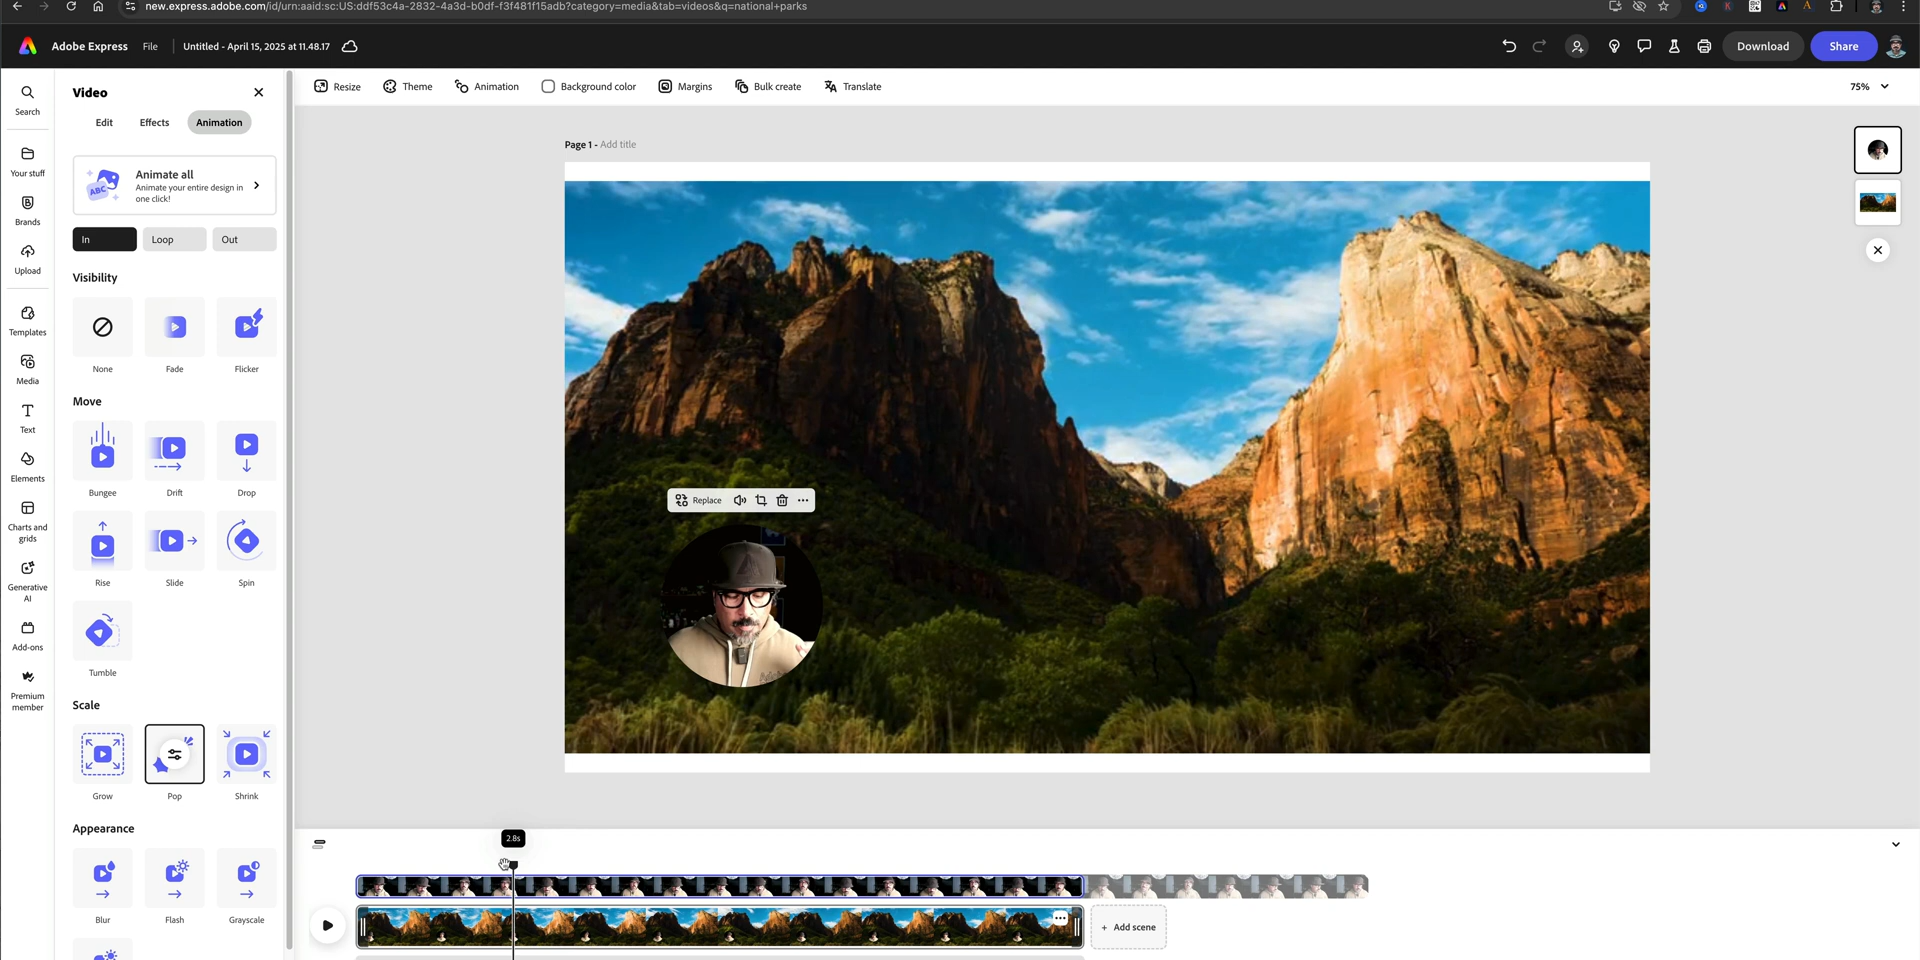 new.express.adobe.com/id/urn:aaid:sc:US:ddf53c4a-2832-4a3d-b0df-f3f481f15adb?category=media&tab=videos&q=national+parks
Adobe Express
File
Untitled - April 15, 2025 at 11.48.17
Download
Share
Search
Your stuff
Brands
Upload
Templates
Media
Text
Elements
Charts and
grids
Generative
AI
Add-ons
Premium
member
Video
Edit
Effects
Animation
Animate all
Animate your entire design in
one click!
ABC
In
Loop
Out
Visibility
None
Fade
Flicker
Move
Bungee
Drift
Drop
Rise
Slide
Spin
Tumble
Scale
Grow
Pop
Shrink
Appearance
Blur
Flash
Grayscale
Resize
Theme
Animation
Background color
Margins
Bulk create
Translate
75%
Page 1 - Add title
Replace
2.8s
+ Add scene